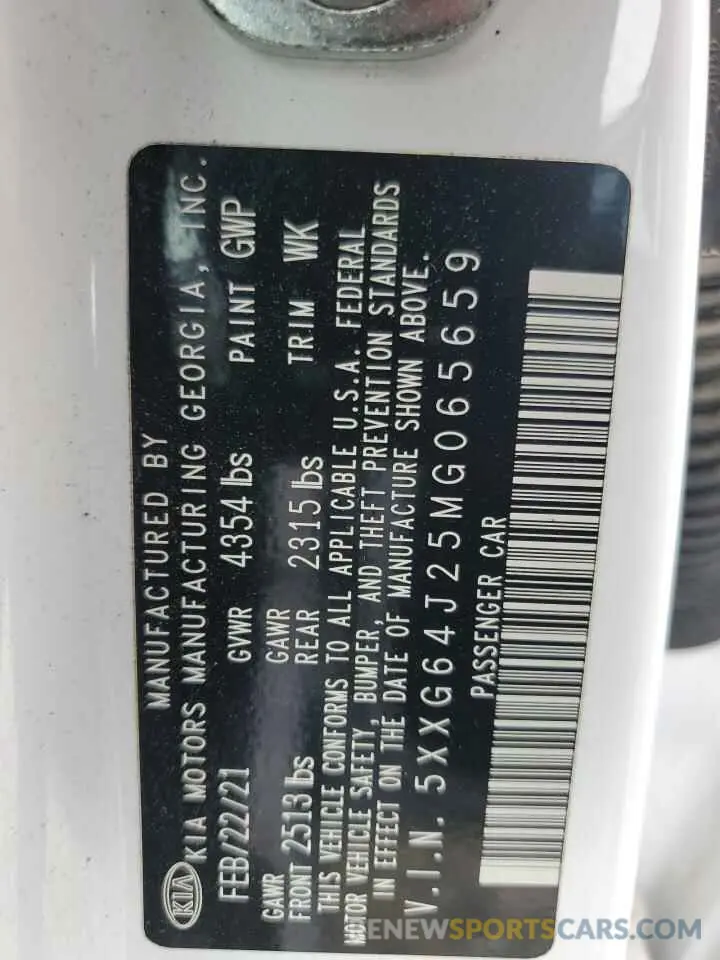 KIA
MANUFACTURED BY
KIA MOTORS MANUFACTURING GEORGIA, INC.
FEB/22/21 GVWR 4354 lbs PAINT GWP
GAWR FRONT 2513 lbs GAWR REAR 2315 lbs TRIM WK
THIS VEHICLE CONFORMS TO ALL APPLICABLE U.S.A. FEDERAL
MOTOR VEHICLE SAFETY, BUMPER, AND THEFT PREVENTION STANDARDS
IN EFFECT ON THE DATE OF MANUFACTURE SHOWN ABOVE.
V.I.N. 5XXG64J25MG065659
PASSENGER CAR
RENEWSPORTSCARS.COM